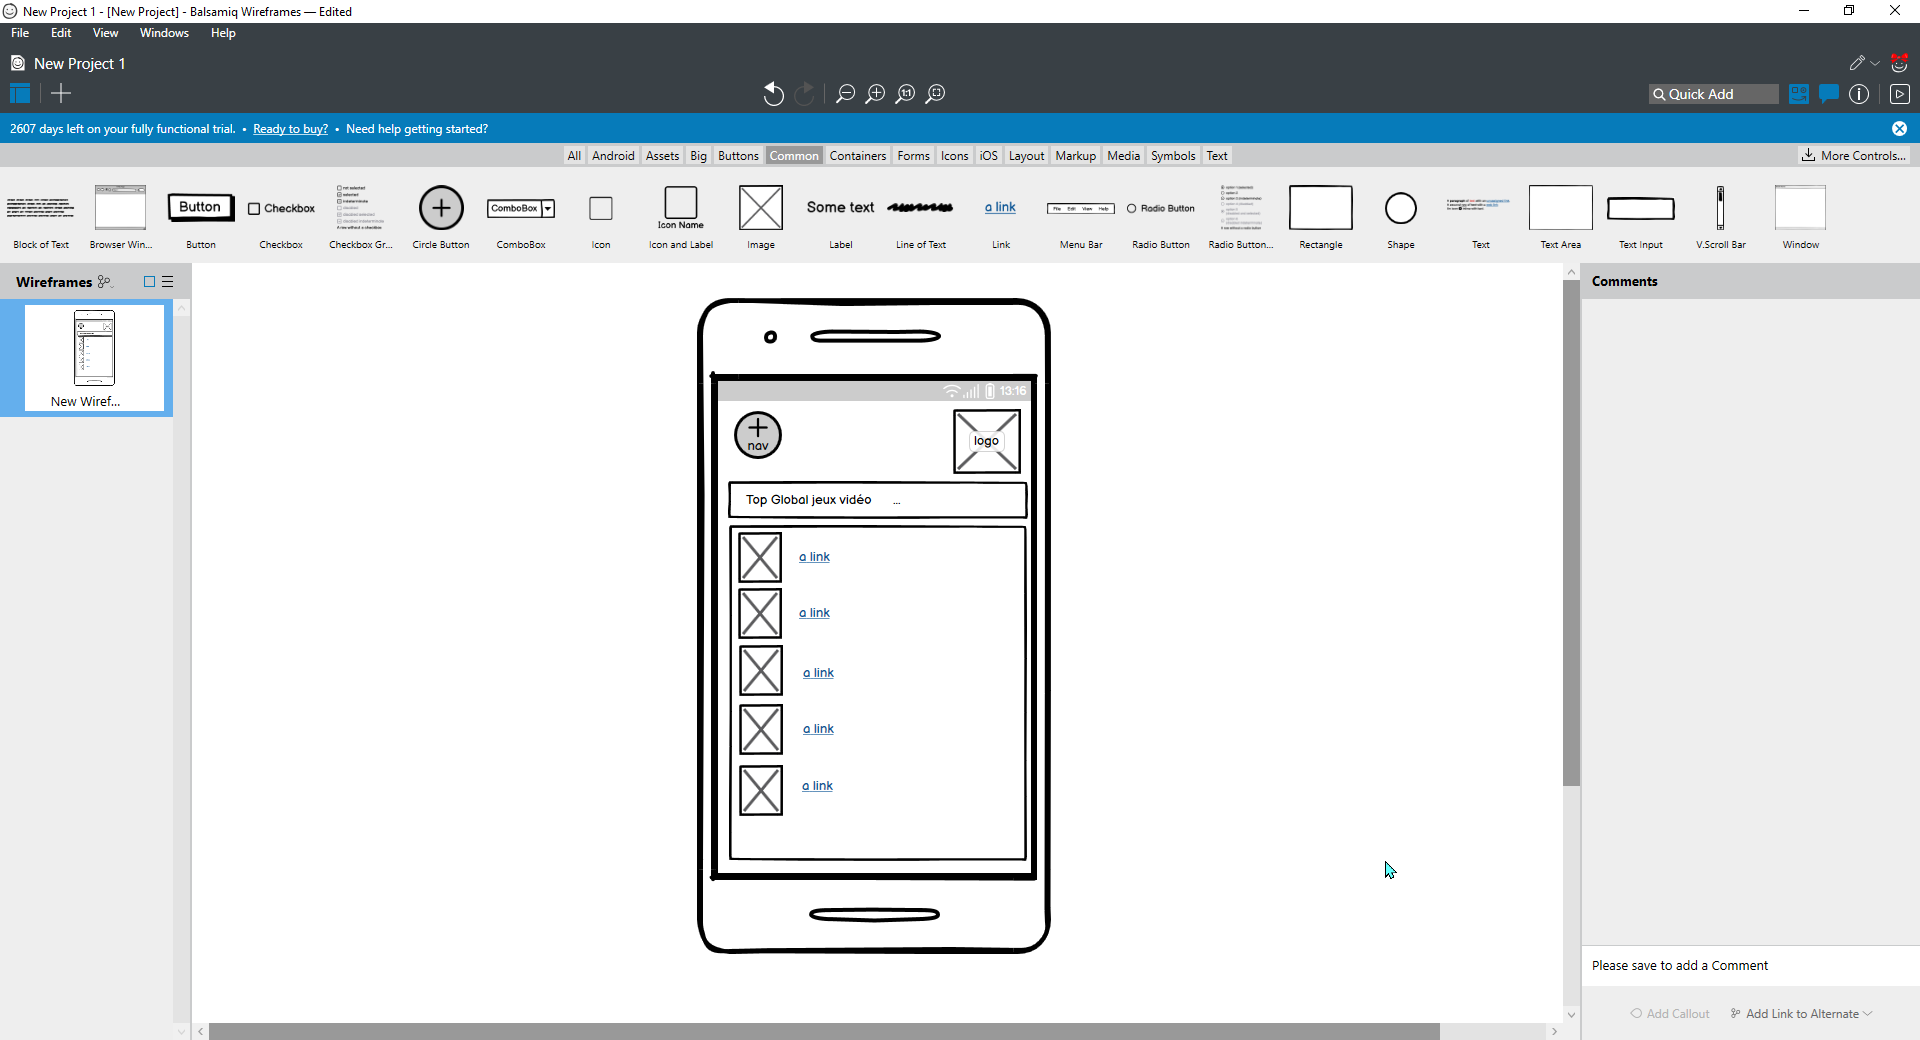 New Project 1 - [New Project] - Balsamiq Wireframes — Edited
File Edit View Windows Help
New Project 1
Quick Add
2607 days left on your fully functional trial. • Ready to buy? • Need help getting started?
All Android Assets Big Buttons Common Containers Forms Icons iOS Layout Markup Media Symbols Text
More Controls...
Button Checkbox ComboBox Icon Name Some text a link File Edit View Help Radio Button
Block of Text Browser Win... Button Checkbox Checkbox Gr... Circle Button ComboBox Icon Icon and Label Image Label Line of Text Link Menu Bar Radio Button Radio Button... Rectangle Shape Text Text Area Text Input V.Scroll Bar Window
Wireframes
Comments
New Wiref...
13:16
nav
logo
Top Global jeux vidéo ...
a link
a link
a link
a link
a link
Please save to add a Comment
Add Callout Add Link to Alternate